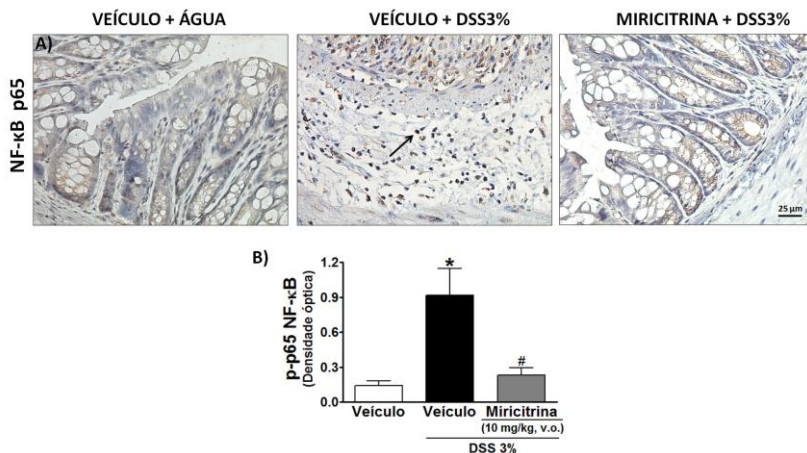 VEÍCULO + ÁGUA
VEÍCULO + DSS3%
MIRICITRINA + DSS3%
A)
NF-κB p65
25 µm
B)
p-p65 NF-κB
(Densidade óptica)
1.2
0.9
0.6
0.3
0.0
*
#
Veículo Veículo Miricitrina
(10 mg/kg, v.o.)
DSS 3%